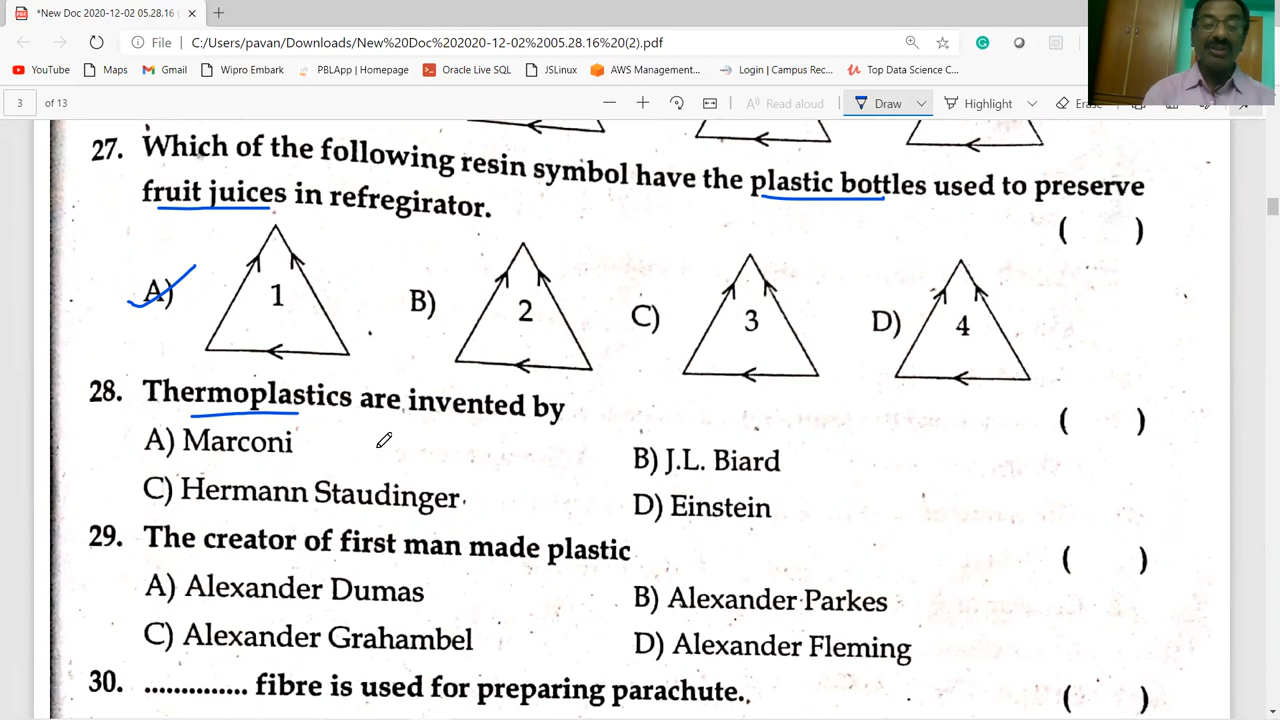 *New Doc 2020-12-02 05.28.16 (
File C:/Users/pavan/Downloads/New%20Doc%202020-12-02%2005.28.16%20(2).pdf
YouTube Maps Gmail Wipro Embark PBLApp | Homepage Oracle Live SQL JSLinux AWS Management... Login | Campus Rec... Top Data Science C...
3 of 13 Read aloud Draw Highlight Erase
27. Which of the following resin symbol have the plastic bottles used to preserve
fruit juices in refregirator. ( )
A) 1 B) 2 C) 3 D) 4
28. Thermoplastics are invented by ( )
A) Marconi B) J.L. Biard
C) Hermann Staudinger. D) Einstein
29. The creator of first man made plastic ( )
A) Alexander Dumas B) Alexander Parkes
C) Alexander Grahambel D) Alexander Fleming
30. .............. fibre is used for preparing parachute. ( )